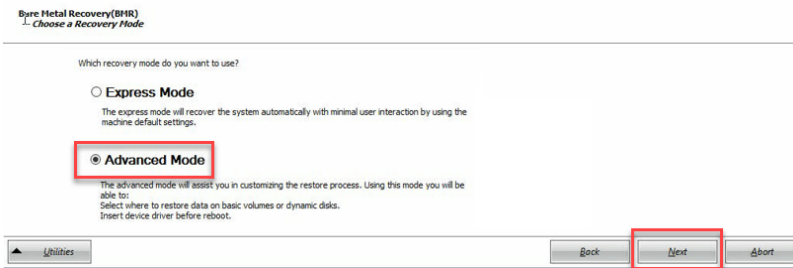 Bare Metal Recovery(BMR)
Choose a Recovery Mode
Which recovery mode do you want to use?
Express Mode
The express mode will recover the system automatically with minimal user interaction by using the
machine default settings.
Advanced Mode
The advanced mode will assist you in customizing the restore process. Using this mode you will be
able to:
Select where to restore data on basic volumes or dynamic disks.
Insert device driver before reboot.
Utilities
Back
Next
Abort